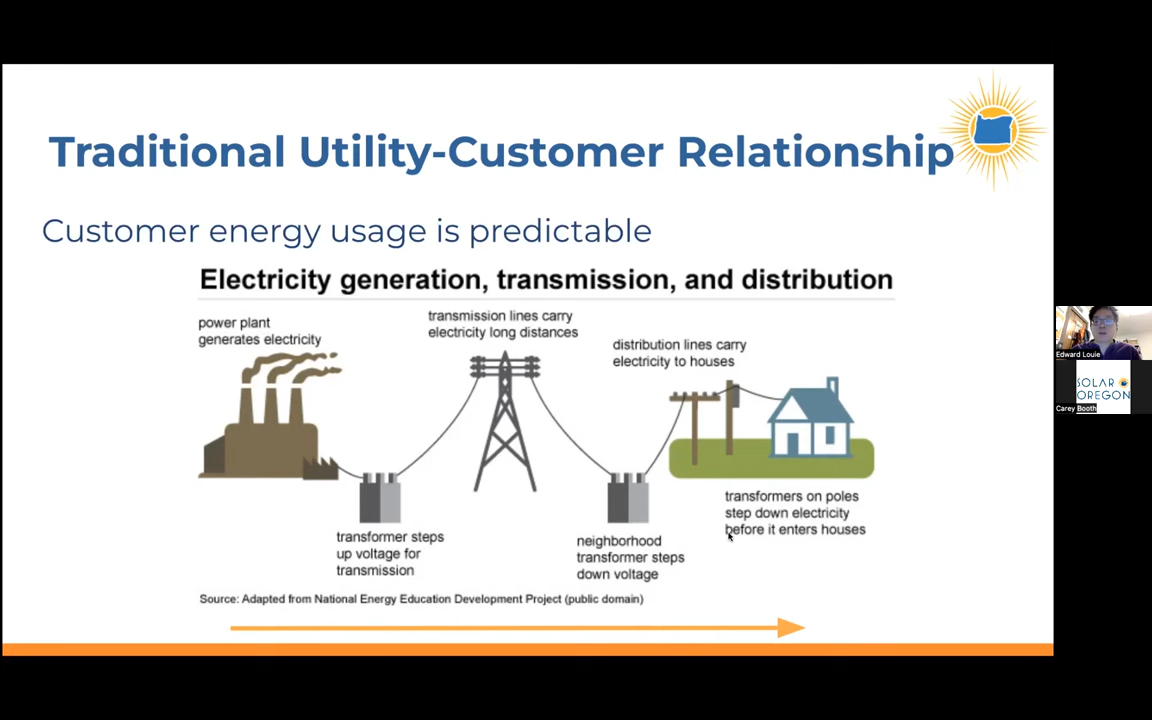 Traditional Utility-Customer Relationship
Customer energy usage is predictable
Electricity generation, transmission, and distribution
power plant
generates electricity
transmission lines carry
electricity long distances
distribution lines carry
electricity to houses
transformer steps
up voltage for
transmission
neighborhood
transformer steps
down voltage
transformers on poles
step down electricity
before it enters houses
Source: Adapted from National Energy Education Development Project (public domain)
Edward Louie
SOLAR
OREGON
Carey Booth